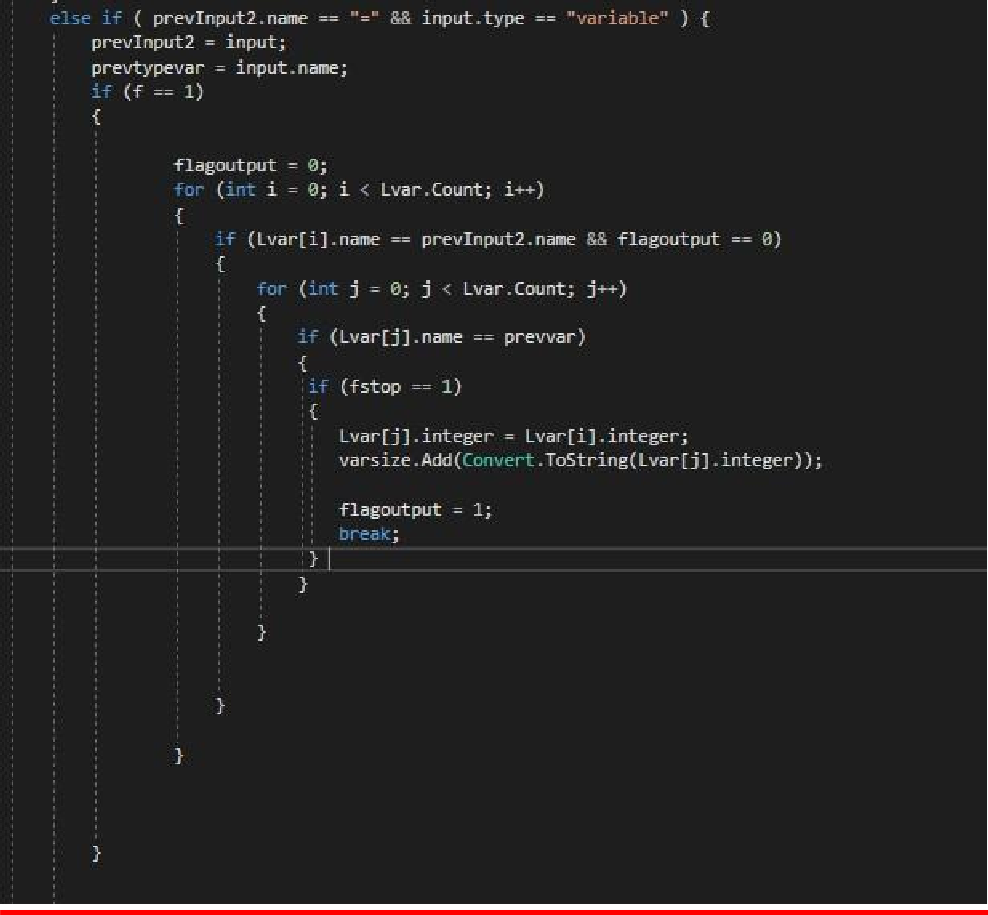 else if ( prevInput2.name == "=" && input.type == "variable" ) {
prevInput2 = input;
prevtypevar = input.name;
if (f == 1)
{
flagoutput = 0;
for (int i = 0; i < Lvar.Count; i++)
{
if (Lvar[i].name == prevInput2.name && flagoutput == 0)
{
for (int j = 0; j < Lvar.Count; j++)
{
if (Lvar[j].name == prevvar)
{
if (fstop == 1)
{
Lvar[j].integer = Lvar[i].integer;
varsize.Add(Convert.ToString(Lvar[j].integer));
flagoutput = 1;
break;
}
}
}
}
}
}